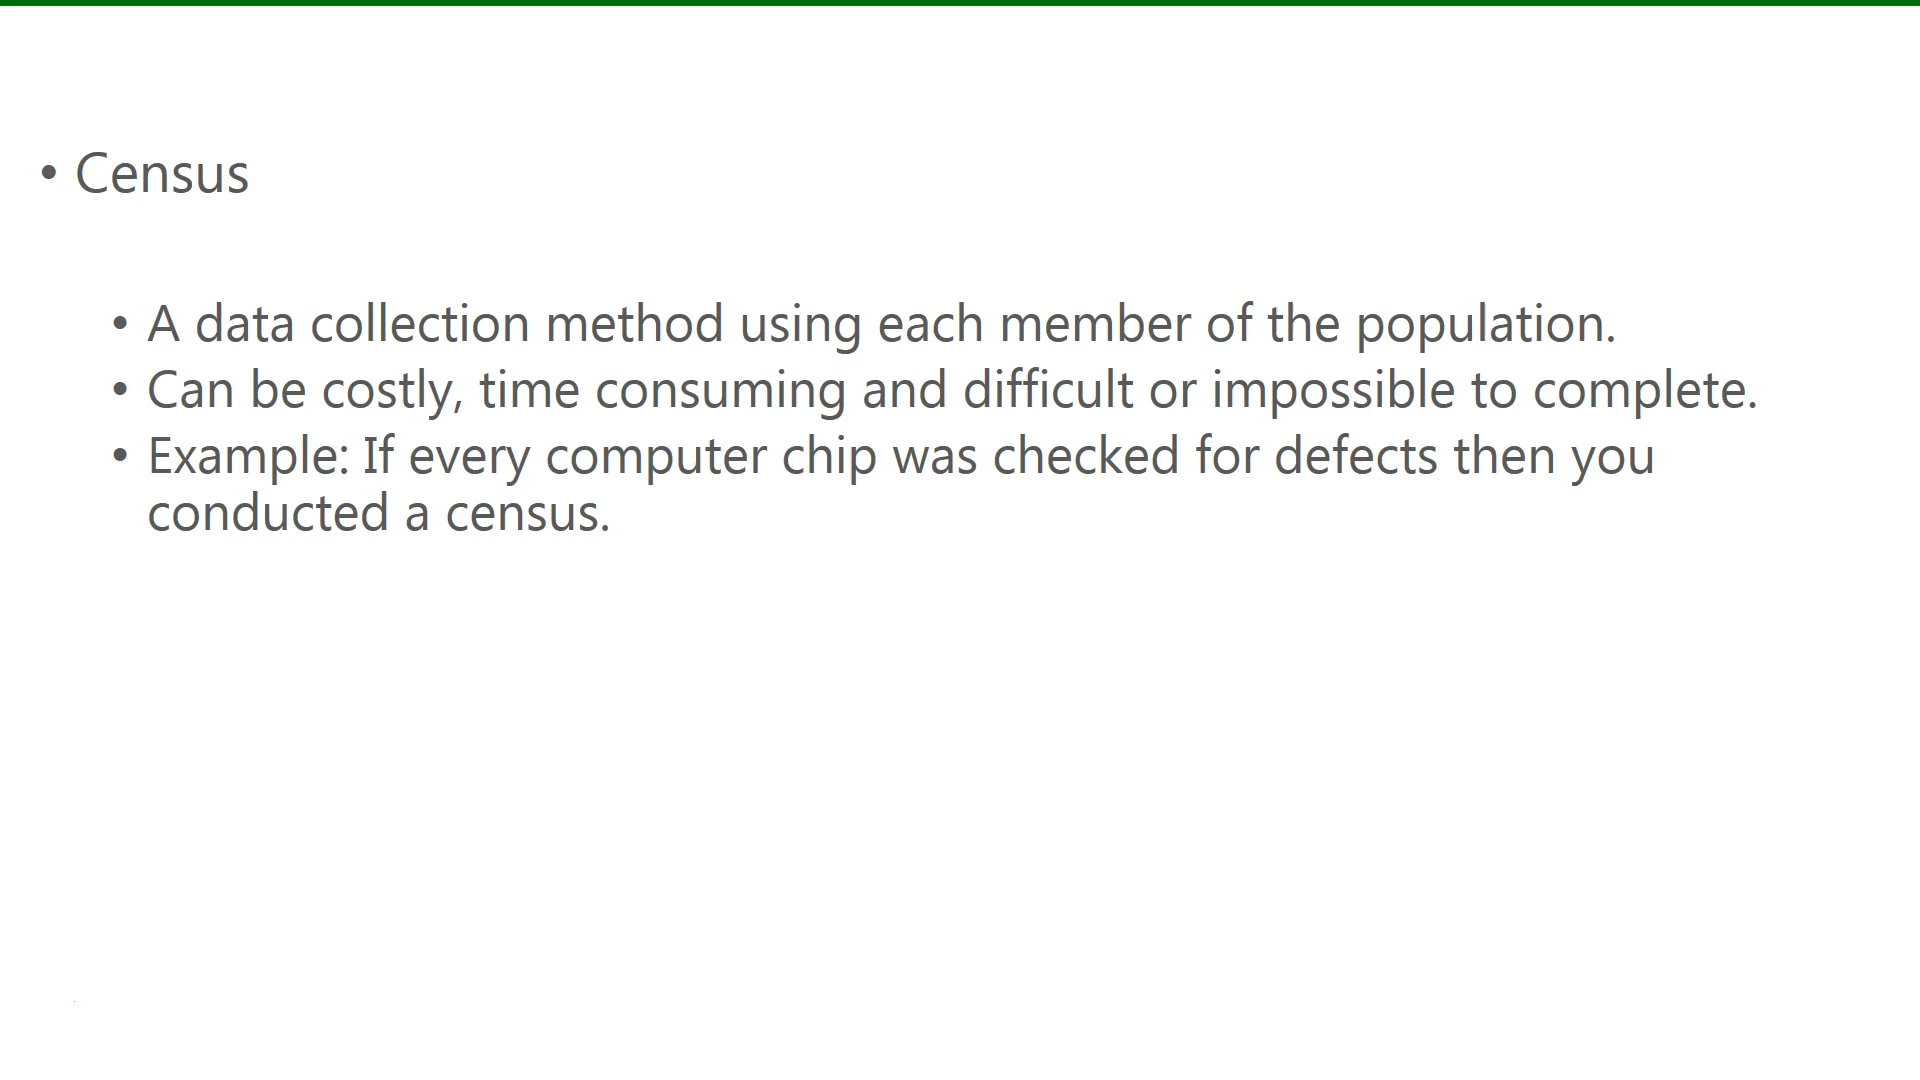 • Census
• A data collection method using each member of the population.
• Can be costly, time consuming and difficult or impossible to complete.
• Example: If every computer chip was checked for defects then you
conducted a census.